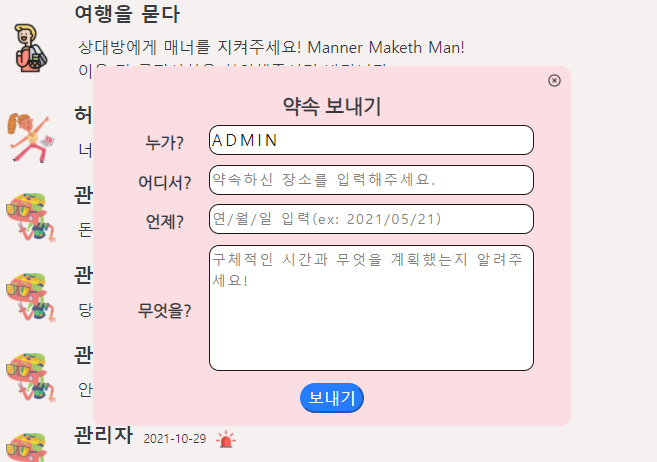 여행을 묻다
상대방에게 매너를 지켜주세요! Manner Maketh Man!
약속 보내기
허
누가?
ADMIN
너
어디서?
약속하신 장소를 입력해주세요.
관
언제?
연/월/일 입력(ex: 2021/05/21)
돈
구체적인 시간과 무엇을 계획했는지 알려주
세요!
관
무엇을?
당
관
안
보내기
관리자 2021-10-29